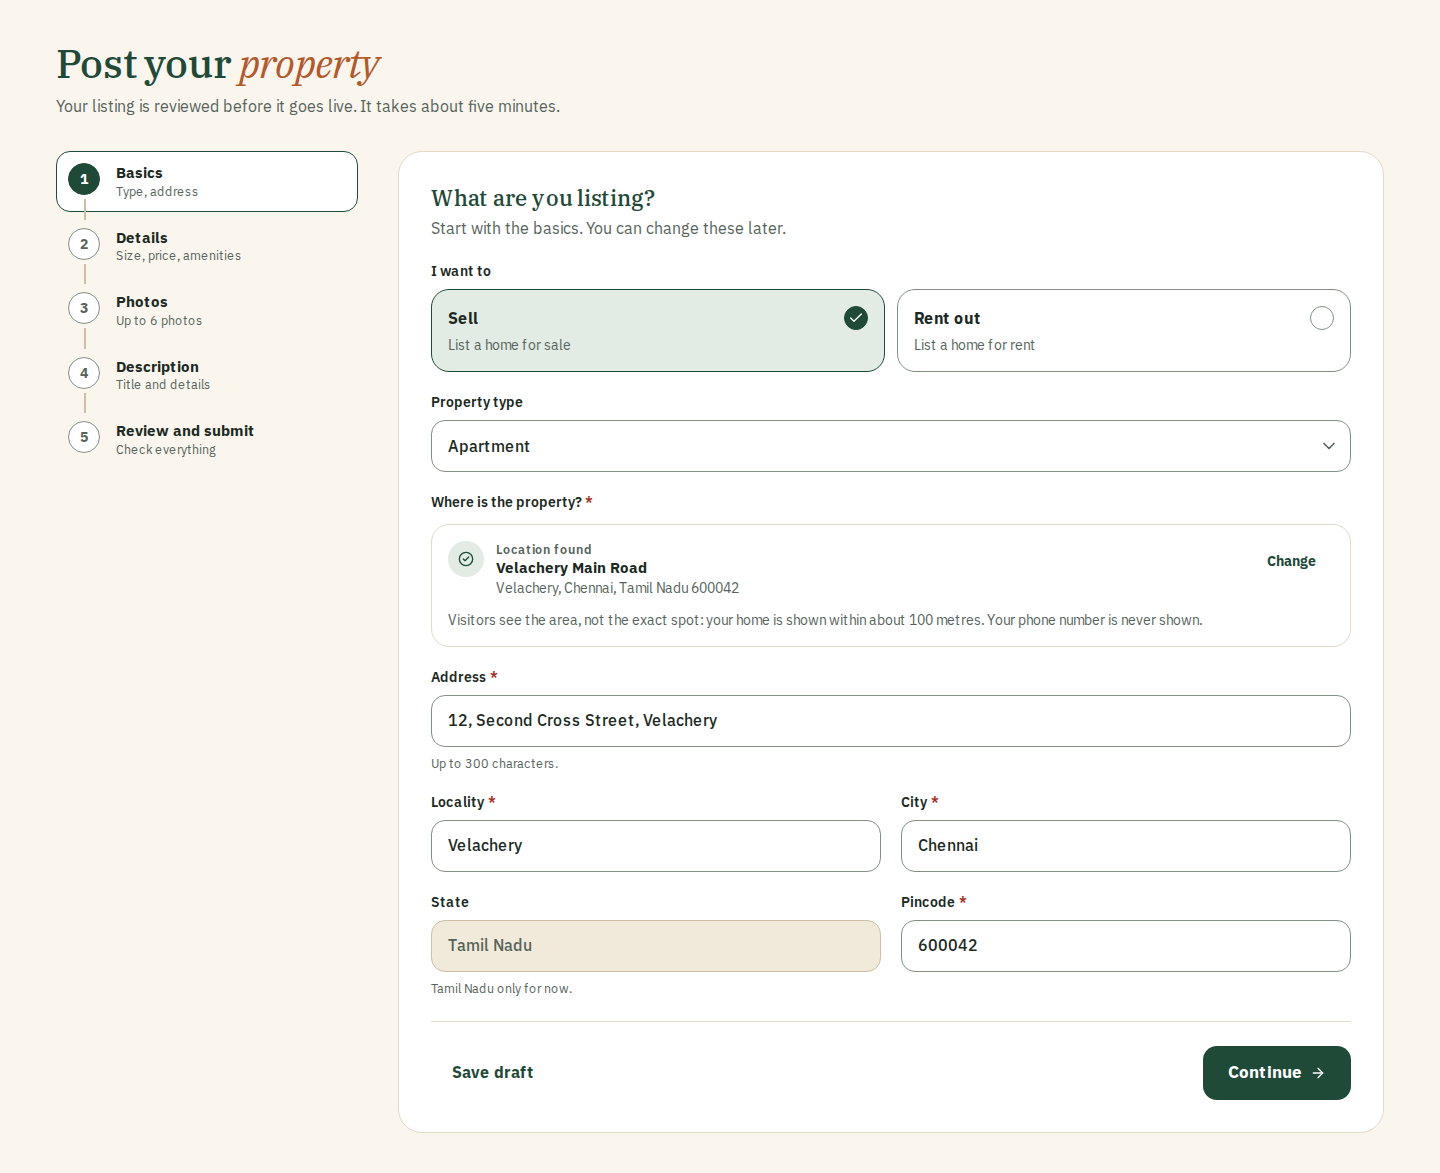 Post your property
Your listing is reviewed before it goes live. It takes about five minutes.
1
Basics
Type, address
2
Details
Size, price, amenities
3
Photos
Up to 6 photos
4
Description
Title and details
5
Review and submit
Check everything
What are you listing?
Start with the basics. You can change these later.
I want to
Sell
List a home for sale
Rent out
List a home for rent
Property type
Apartment
Where is the property? *
Location found
Velachery Main Road
Velachery, Chennai, Tamil Nadu 600042
Change
Visitors see the area, not the exact spot: your home is shown within about 100 metres. Your phone number is never shown.
Address *
12, Second Cross Street, Velachery
Up to 300 characters.
Locality *
Velachery
City *
Chennai
State
Tamil Nadu
Tamil Nadu only for now.
Pincode *
600042
Save draft
Continue